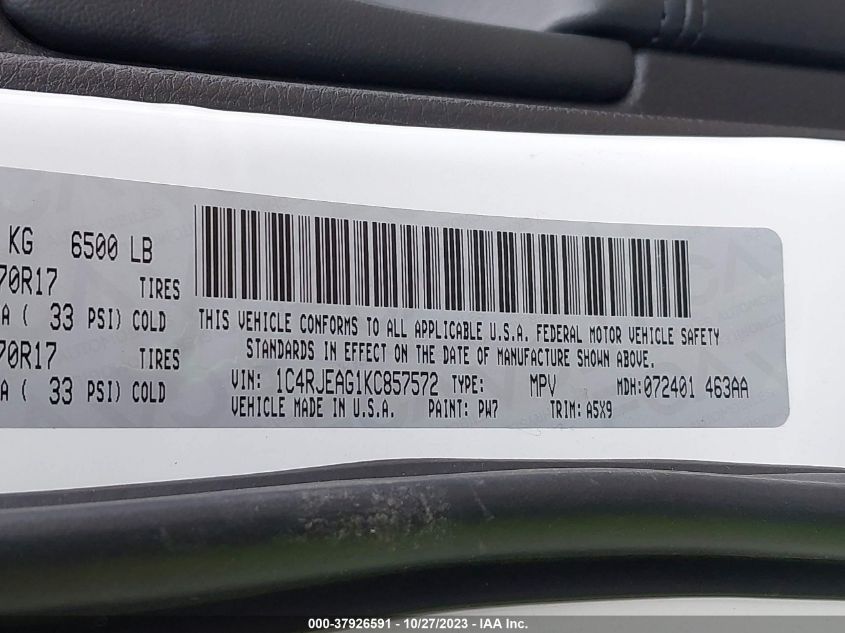 KG 6500 LB
70R17 TIRES
A ( 33 PSI) COLD
70R17 TIRES
A ( 33 PSI) COLD
THIS VEHICLE CONFORMS TO ALL APPLICABLE U.S.A. FEDERAL MOTOR VEHICLE SAFETY
STANDARDS IN EFFECT ON THE DATE OF MANUFACTURE SHOWN ABOVE.
VIN: 1C4RJEAG1KC857572 TYPE: MPV MDH:072401 463AA
VEHICLE MADE IN U.S.A. PAINT: PW7 TRIM: A5X9
000-37926591 - 10/27/2023 - IAA Inc.